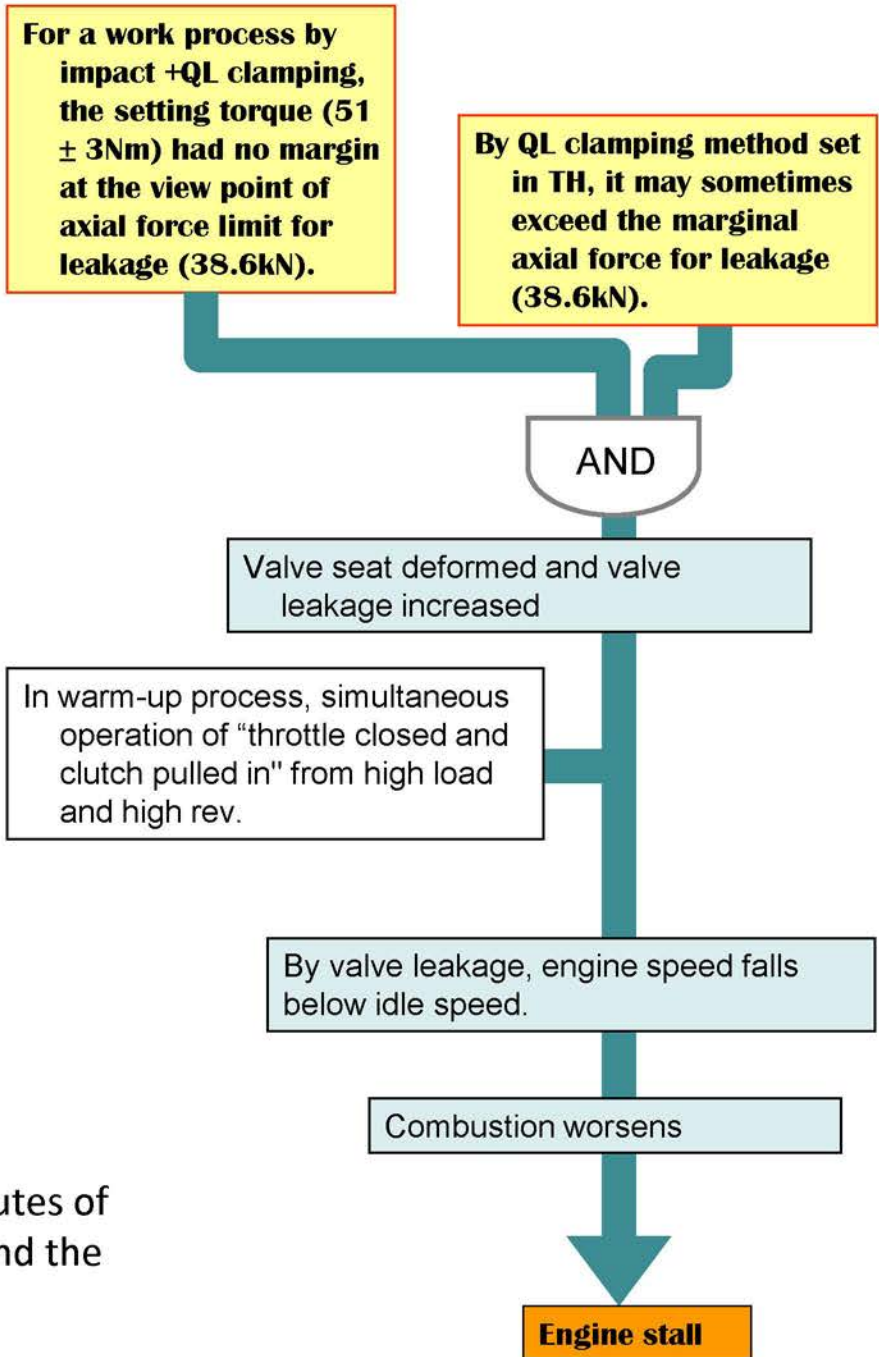 For a work process by
impact +QL clamping,
the setting torque (51
± 3Nm) had no margin
at the view point of
axial force limit for
leakage (38.6kN).
By QL clamping method set
in TH, it may sometimes
exceed the marginal
axial force for leakage
(38.6kN).
AND
Valve seat deformed and valve
leakage increased
In warm-up process, simultaneous
operation of “throttle closed and
clutch pulled in" from high load
and high rev.
By valve leakage, engine speed falls
below idle speed.
Combustion worsens
utes of
nd the
Engine stall